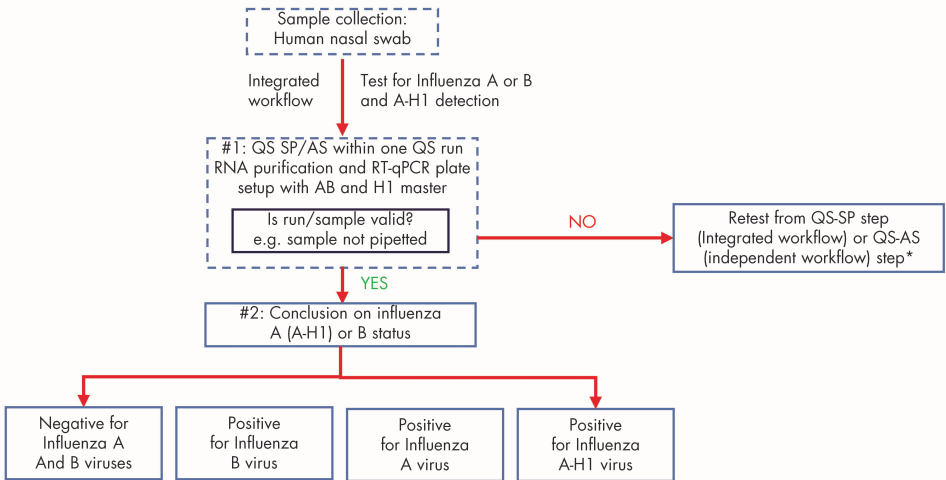 Sample collection:
Human nasal swab
Integrated
workflow
Test for Influenza A or B
and A-H1 detection
#1: QS SP/AS within one QS run
RNA purification and RT-qPCR plate
setup with AB and H1 master
Is run/sample valid?
e.g. sample not pipetted
NO
Retest from QS-SP step
(Integrated workflow) or QS-AS
(independent workflow) step*
YES
#2: Conclusion on influenza
A (A-H1) or B status
Negative for
Influenza A
And B viruses
Positive
for Influenza
B virus
Positive
for Influenza
A virus
Positive
for Influenza
A-H1 virus